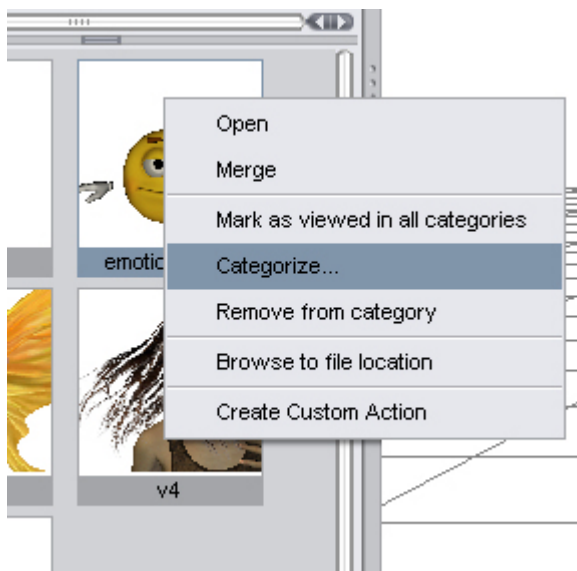 Open
Merge
Mark as viewed in all categories
emotic
Categorize...
Remove from category
Browse to file location
Create Custom Action
v4